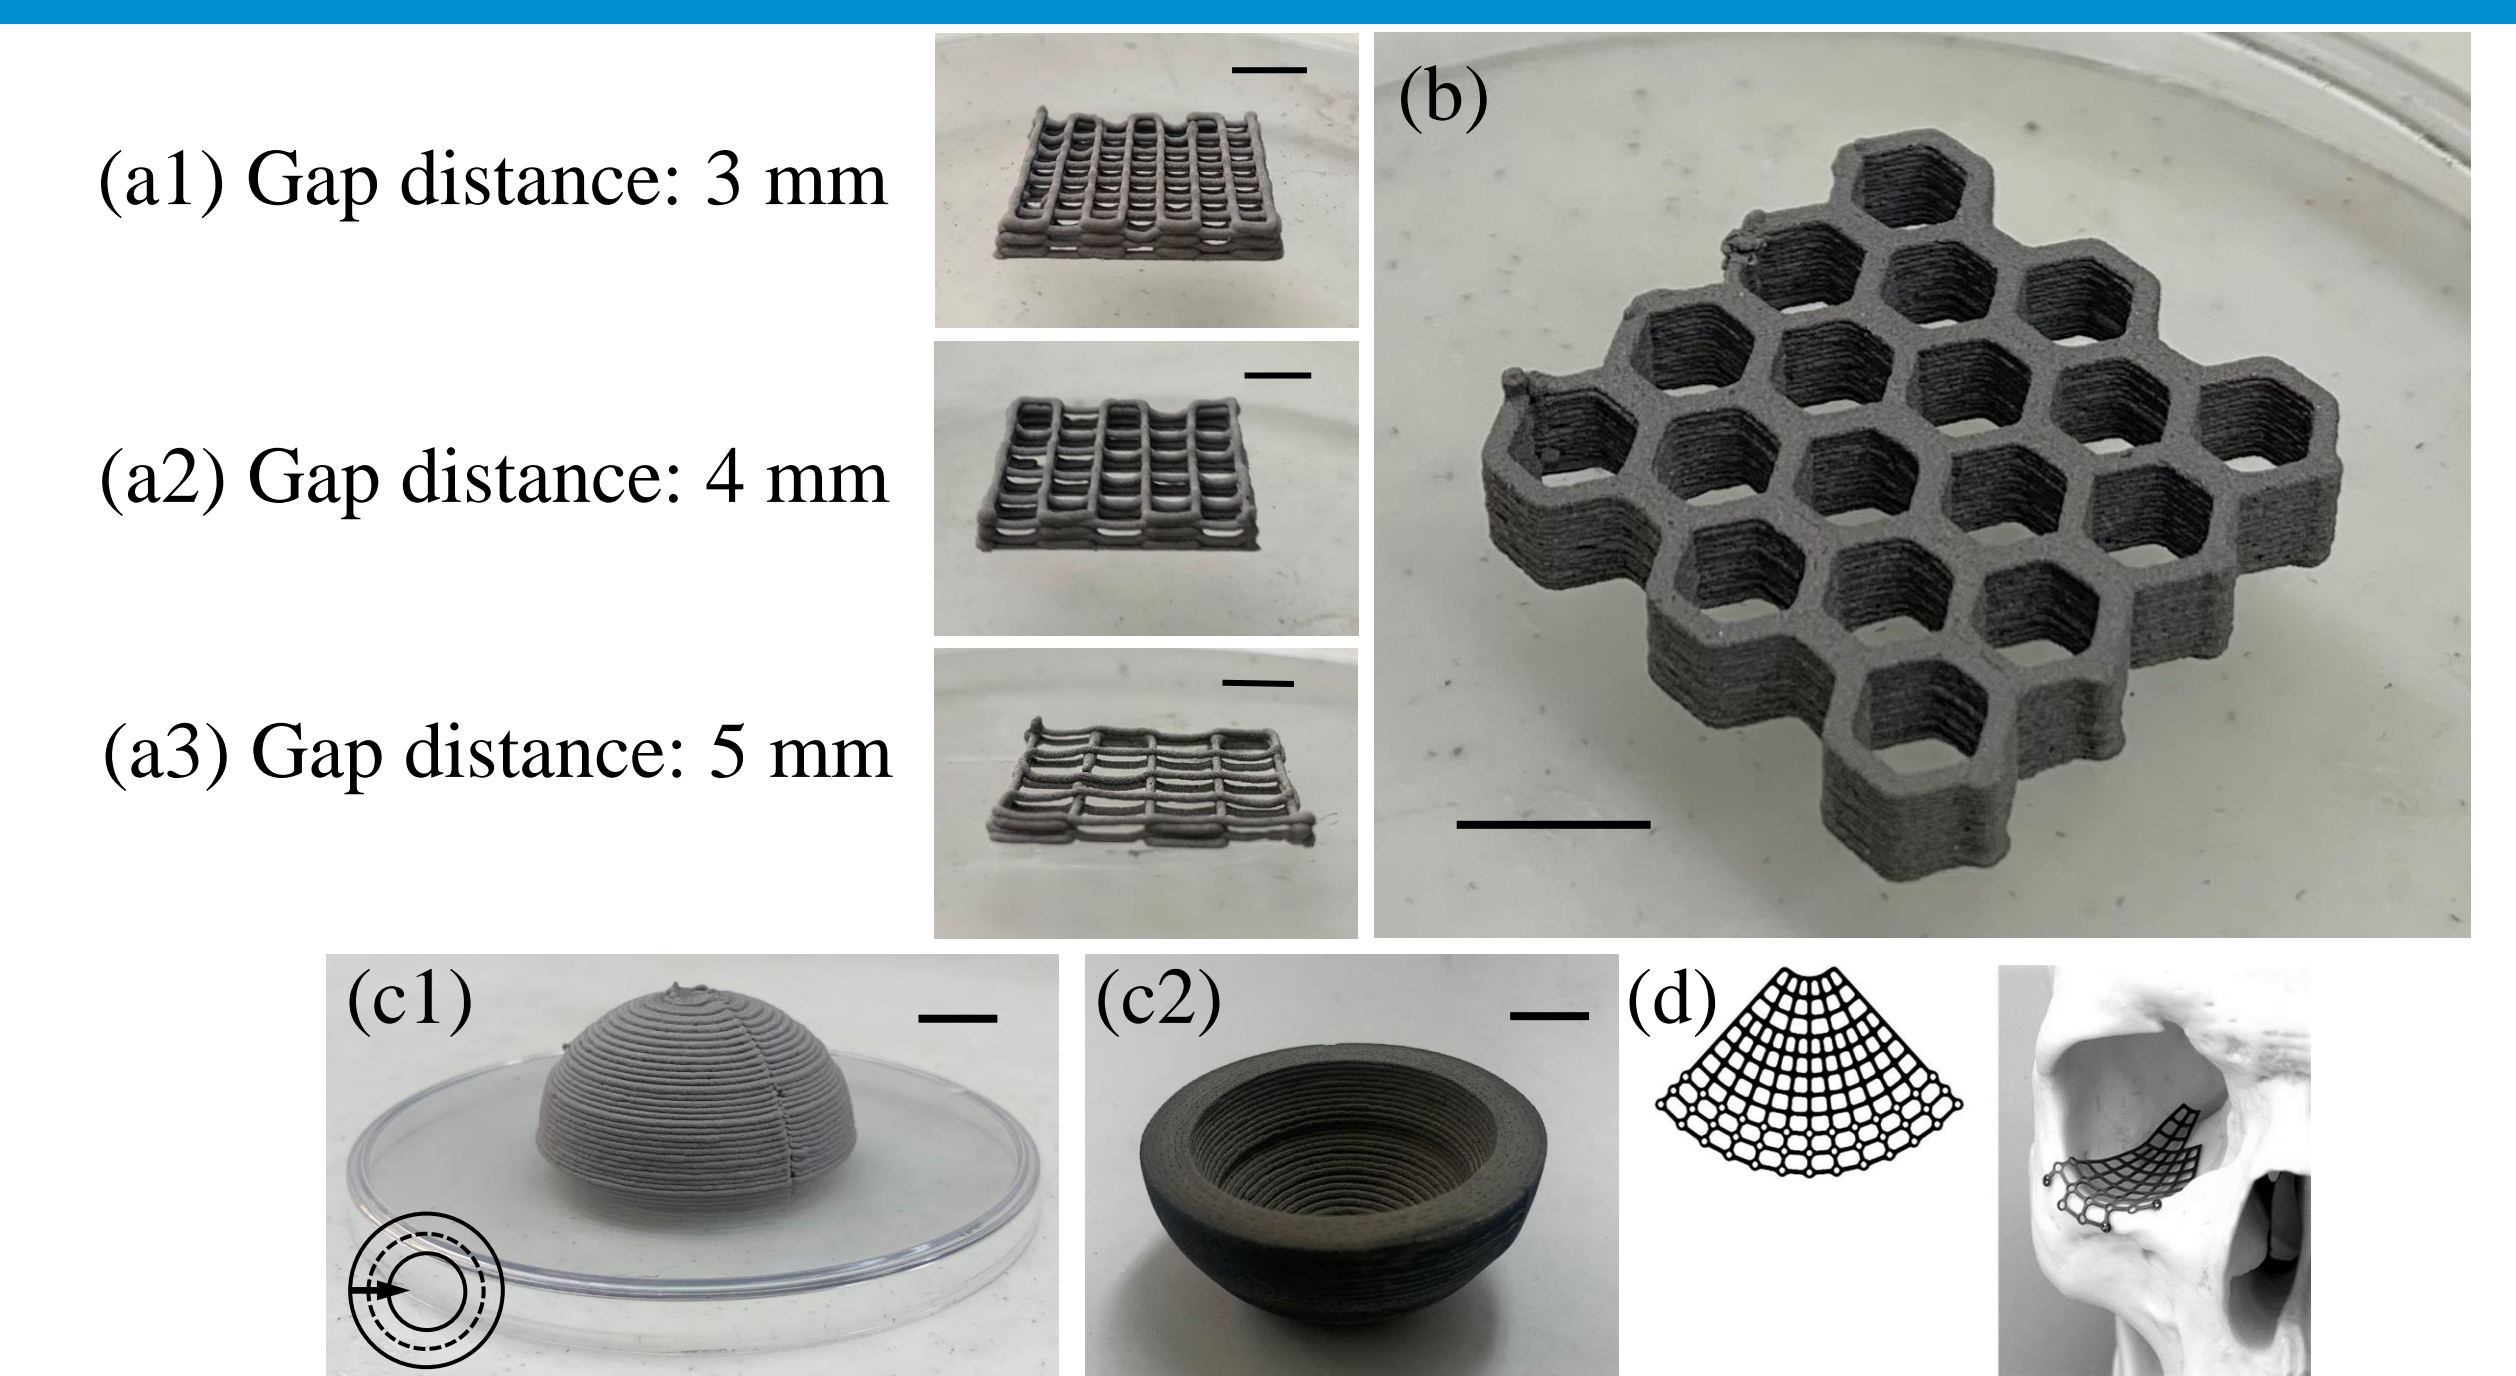 (a1) Gap distance: 3 mm
(b)
(a2) Gap distance: 4 mm
(a3) Gap distance: 5 mm
(c1)
(c2)
(d)